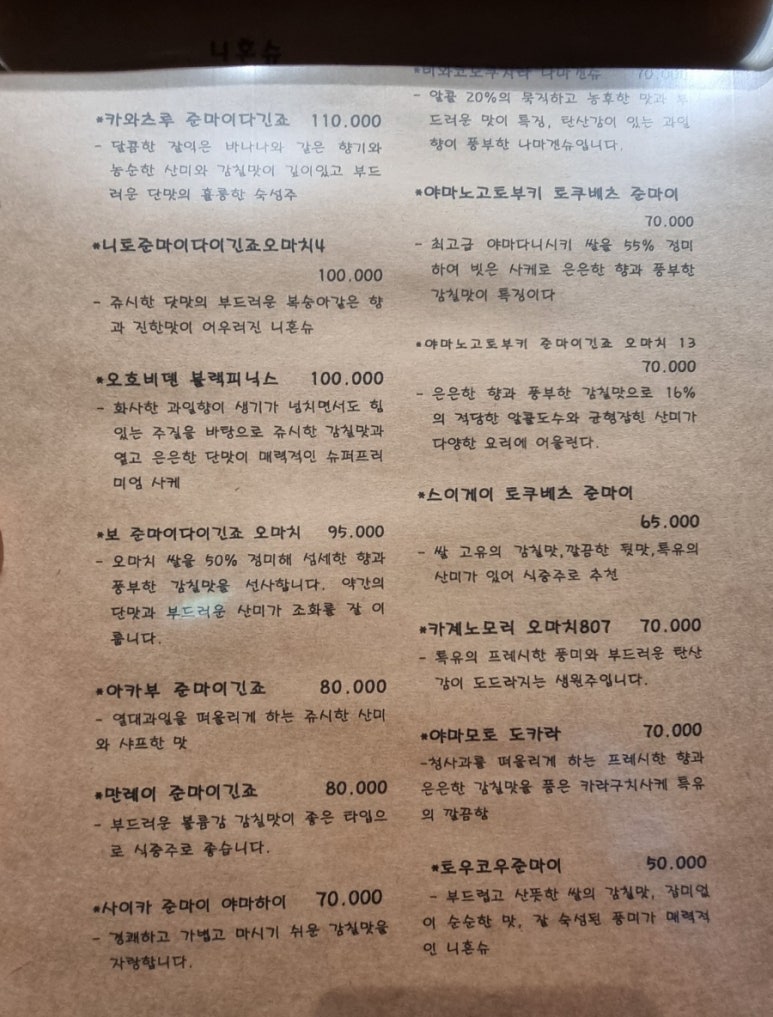 니혼슈
*카와츠루 준마이다긴죠 110.000
- 달콤한 잘익은 바나나와 같은 향기와
농순한 산미와 감칠맛이 깊이있고 부드
러운 단맛의 훌륭한 숙성주
*니토준마이다이긴죠오마치4
100.000
- 쥬시한 닷맛의 부드러운 복숭아같은 향
과 진한맛이 어우러진 니혼슈
*오호비덴 블랙피닉스 100.000
- 화사한 과일향이 생기가 넘치면서도 힘
있는 주질을 바탕으로 쥬시한 감칠맛과
옅고 은은한 단맛이 매력적인 슈퍼프리
미엄 사케
*보 준마이다이긴죠 오마치 95.000
- 오마치 쌀을 50% 정미해 섬세한 향과
풍부한 감칠맛을 선사합니다. 약간의
단맛과 부드러운 산미가 조화를 잘 이
룹니다.
*아카부 준마이긴죠 80.000
- 열대과일을 떠올리게 하는 쥬시한 산미
와 샤프한 맛
*만레이 준마이긴죠 80.000
- 부드러운 볼륨감 감칠맛이 좋은 타입으
로 식중주로 좋습니다.
*사이카 준마이 야마하이 70.000
- 경쾌하고 가볍고 마시기 쉬운 감칠맛을
자랑합니다.
70.000
- 알콜 20%의 묵직하고 농후한 맛과 부
드러운 맛이 특징, 탄산감이 있는 과일
향이 풍부한 나마겐슈입니다.
*야마노고토부키 토쿠베츠 준마이
70.000
- 최고급 야마다니시키 쌀을 55% 정미
하여 빗은 사케로 은은한 향과 풍부한
감칠맛이 특징이다
*야마노고토부키 준마이긴죠 오마치 13
70.000
- 은은한 향과 풍부한 감칠맛으로 16%
의 적당한 알콜도수와 균형잡힌 산미가
다양한 요리에 어울린다.
*스이게이 토쿠베츠 준마이
65.000
- 쌀 고유의 감칠맛,깔끔한 뒷맛,특유의
산미가 있어 식중주로 추천
*카제노모리 오마치807 70.000
- 특유의 프레시한 풍미와 부드러운 탄산
감이 도드라지는 생원주입니다.
*야마모토 도카라 70.000
-청사과를 떠올리게 하는 프레시한 향과
은은한 감칠맛을 품은 카라구치사케 특유
의 깔끔함
*토우코우준마이 50.000
- 부드럽고 산뜻한 쌀의 감칠맛, 잡미없
이 순순한 맛, 잘 숙성된 풍미가 매력적
인 니혼슈